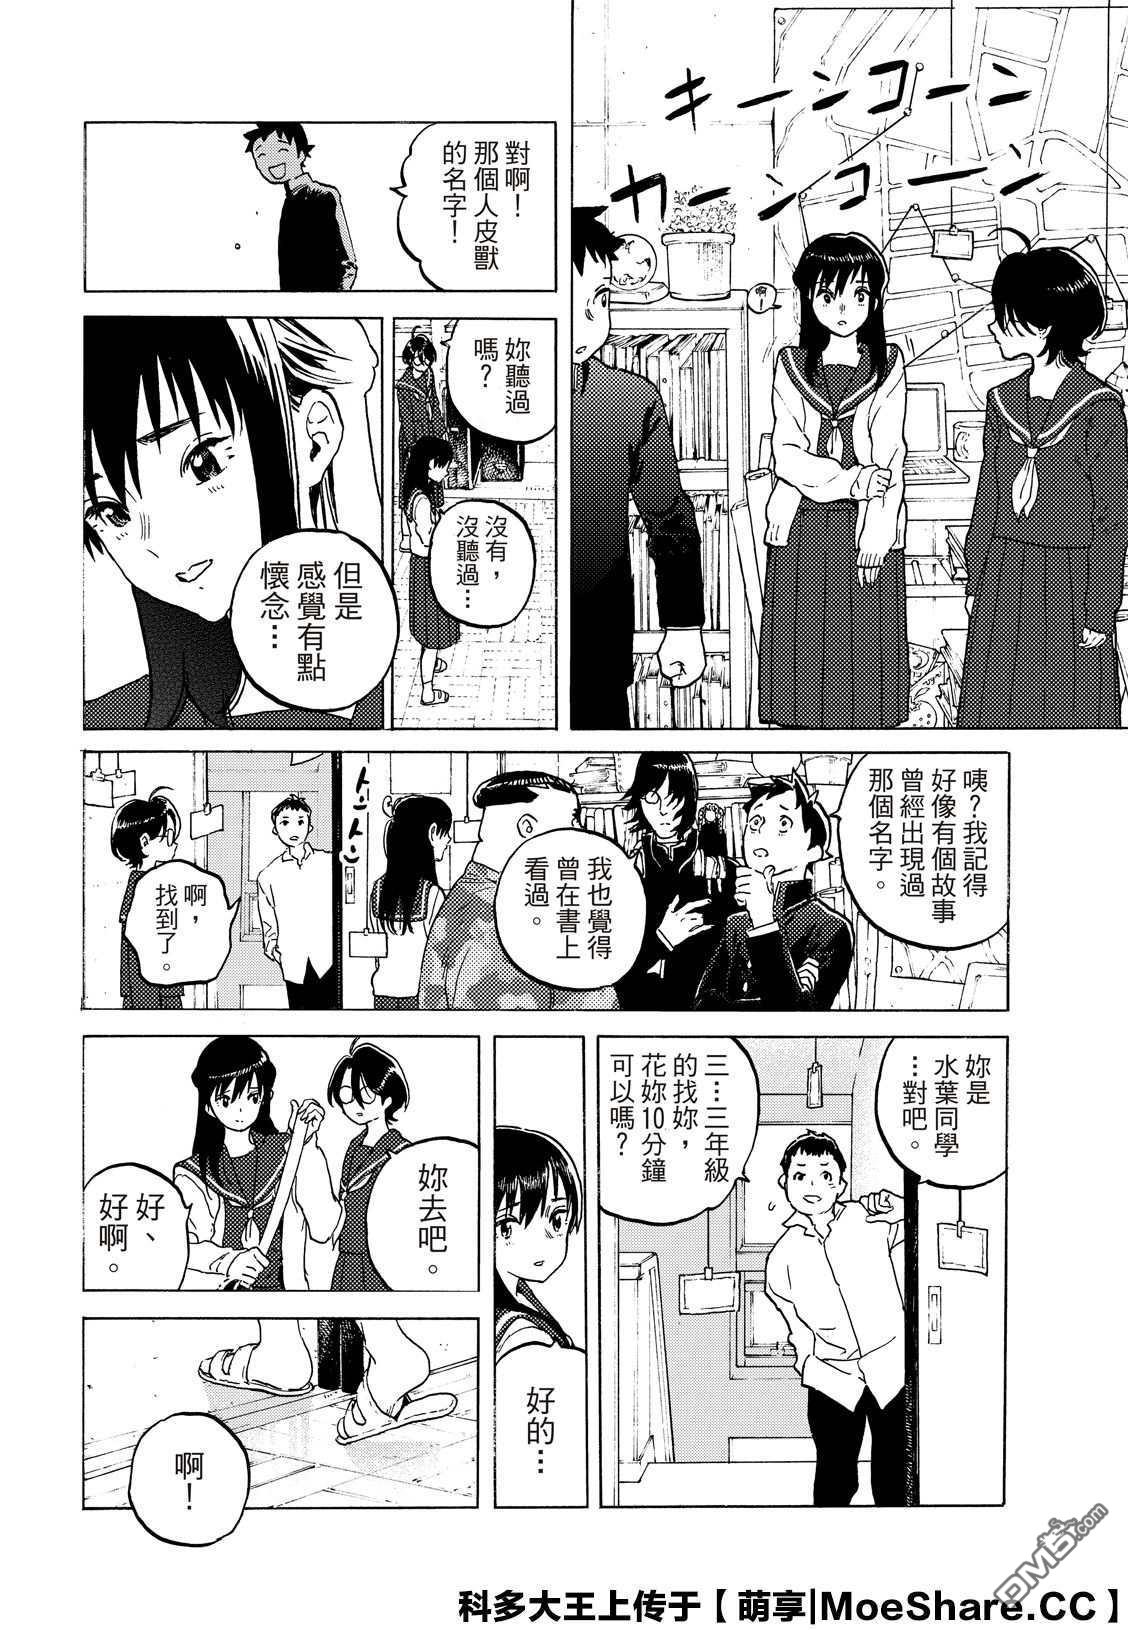 キーンコーン
カーンコーン
啊!
對啊!
那個人皮獸
的名字!
妳聽過
嗎?
沒有,
沒聽過…
但是
感覺有點
懷念…
咦?我記得
好像有個故事
曾經出現過
那個名字。
我也覺得
曾在書上
看過。
啊,
找到了。
妳是
水葉同學
…對吧。
三…三年級
的找妳,
花妳10分鐘
可以嗎?
好的…
妳去吧。
好、
好啊。
啊!
DM5.com
科多大王上传于【萌享|MoeShare.CC】